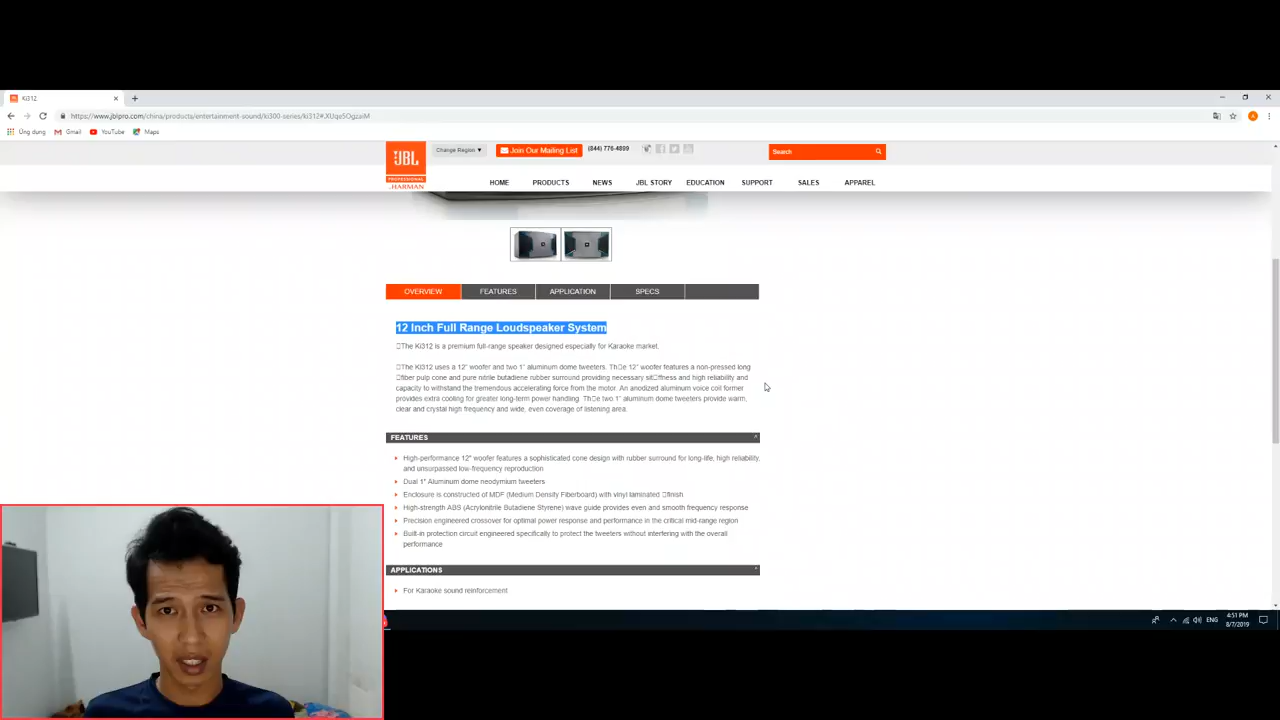 Ki312.
https://www.jblpro.com/china/products/entertainment-sound/ki300-series/ki312#.XUqeSOgzaiM
Ứng dụng Gmail YouTube Maps
JBL
PROFESSIONAL
HARMAN
Change Region ▼
Join Our Mailing List
(844) 776-4899
Search
HOME PRODUCTS NEWS JBL STORY EDUCATION SUPPORT SALES APPAREL
OVERVIEW FEATURES APPLICATION SPECS
12 Inch Full Range Loudspeaker System
The Ki312 is a premium full-range speaker designed especially for Karaoke market.
The KI312 uses a 12" woofer and two 1" aluminum dome tweeters. Th□e 12" woofer features a non-pressed long
□fiber pulp cone and pure nitrile butadiene rubber surround providing necessary sti□ffness and high reliability and
capacity to withstand the tremendous accelerating force from the motor. An anodized aluminum voice coil former
provides extra cooling for greater long-term power handling. Th□e two 1" aluminum dome tweeters provide warm,
clear and crystal high frequency and wide, even coverage of listening area.
FEATURES
High-performance 12" woofer features a sophisticated cone design with rubber surround for long-life, high reliability,
and unsurpassed low-frequency reproduction
Dual 1" Aluminum dome neodymium tweeters
Enclosure is constructed of MDF (Medium Density Fiberboard) with vinyl laminated □finish
High-strength ABS (Acrylonitrile Butadiene Styrene) wave guide provides even and smooth frequency response
Precision engineered crossover for optimal power response and performance in the critical mid-range region
Built-in protection circuit engineered specifically to protect the tweeters without interfering with the overall
performance
APPLICATIONS
For Karaoke sound reinforcement
ENG
4:51 PM
8/7/2019